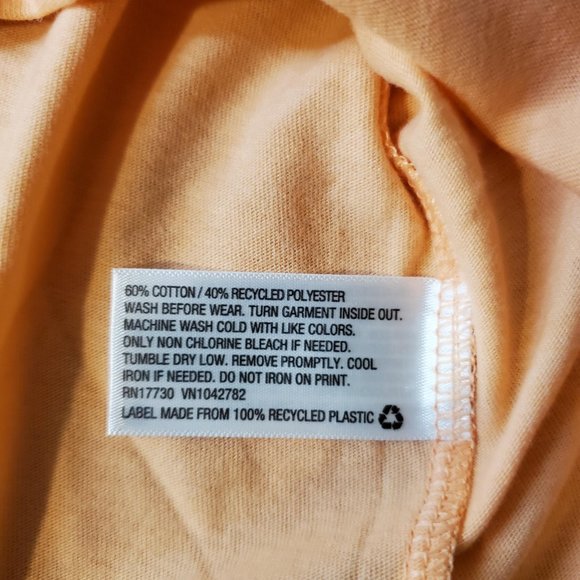 60% COTTON / 40% RECYCLED POLYESTER
WASH BEFORE WEAR. TURN GARMENT INSIDE OUT.
MACHINE WASH COLD WITH LIKE COLORS.
ONLY NON CHLORINE BLEACH IF NEEDED.
TUMBLE DRY LOW. REMOVE PROMPTLY. COOL
IRON IF NEEDED. DO NOT IRON ON PRINT.
RN17730 VN1042782
LABEL MADE FROM 100% RECYCLED PLASTIC